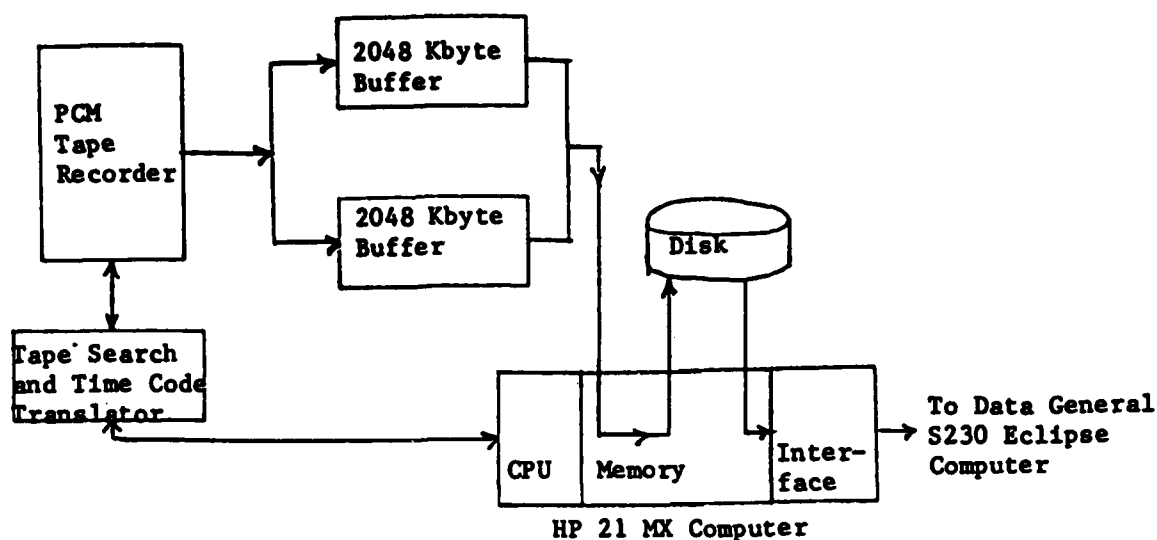 2048 Kbyte
Buffer
PCM
Tape
Recorder
2048 Kbyte
Buffer
Disk
Tape Search
and Time Code
Translator
CPU
Memory
Inter-
face
To Data General
S230 Eclipse
Computer
HP 21 MX Computer